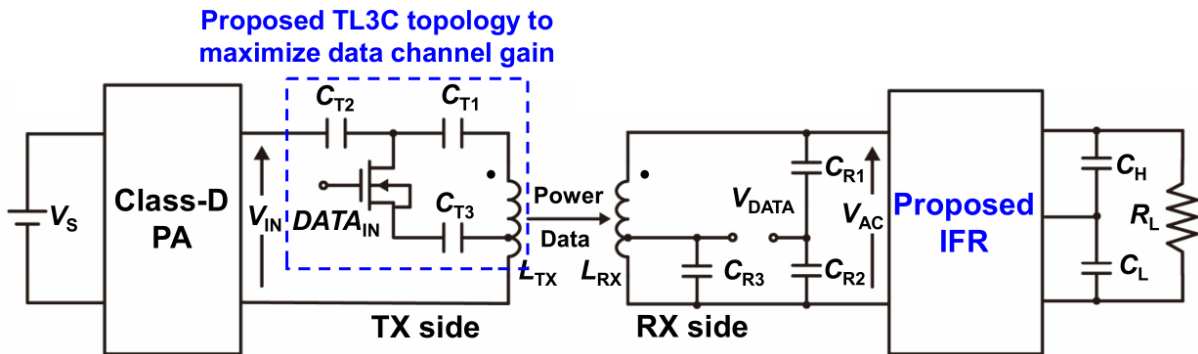 Proposed TL3C topology to
maximize data channel gain
CT2
CT1
Class-D
PA
VS
VIN
DATAIN
CT3
LTX
Power
Data
LRX
VDATA
CR1
CR3
CR2
VAC
Proposed
IFR
CH
CL
RL
TX side
RX side